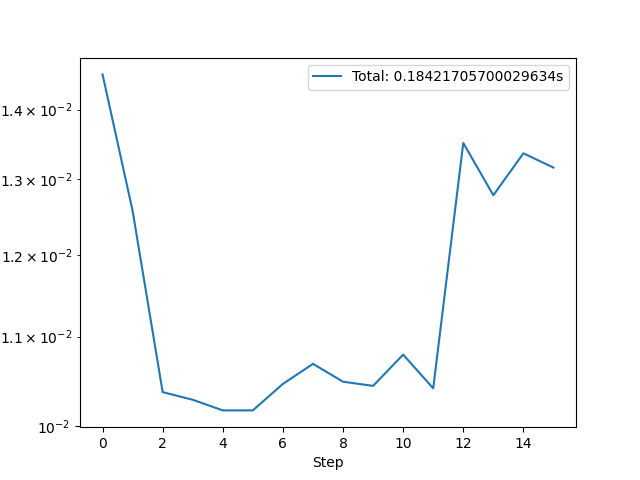 Total: 0.18421705700029634s
1.4 × 10⁻²
1.3 × 10⁻²
1.2 × 10⁻²
1.1 × 10⁻²
10⁻²
0 2 4 6 8 10 12 14
Step